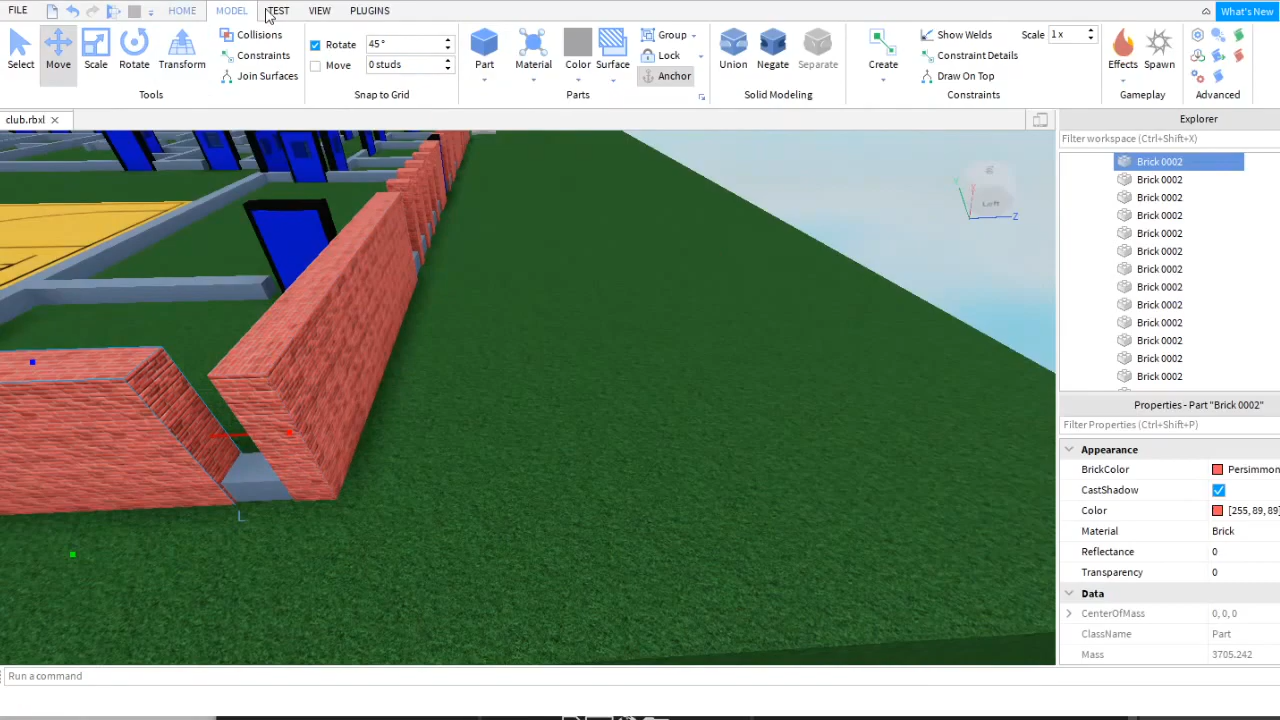 FILE HOME MODEL TEST VIEW PLUGINS What's New
Select Move Scale Rotate Transform
Collisions
Constraints
Join Surfaces
Tools
Rotate 45°
Move 0 studs
Snap to Grid
Part Material Color Surface
Group
Lock
Anchor
Parts
Union Negate Separate
Solid Modeling
Create
Show Welds Scale 1 x
Constraint Details
Draw On Top
Constraints
Effects Spawn
Gameplay
Advanced
club.rbxl
Explorer
Filter workspace (Ctrl+Shift+X)
Brick 0002
Brick 0002
Brick 0002
Brick 0002
Brick 0002
Brick 0002
Brick 0002
Brick 0002
Brick 0002
Brick 0002
Brick 0002
Brick 0002
Brick 0002
Left
Y
Z
L
Properties - Part "Brick 0002"
Filter Properties (Ctrl+Shift+P)
Appearance
BrickColor Persimmon
CastShadow
Color [255, 89, 89]
Material Brick
Reflectance 0
Transparency 0
Data
CenterOfMass 0, 0, 0
ClassName Part
Mass 3705.242
Run a command